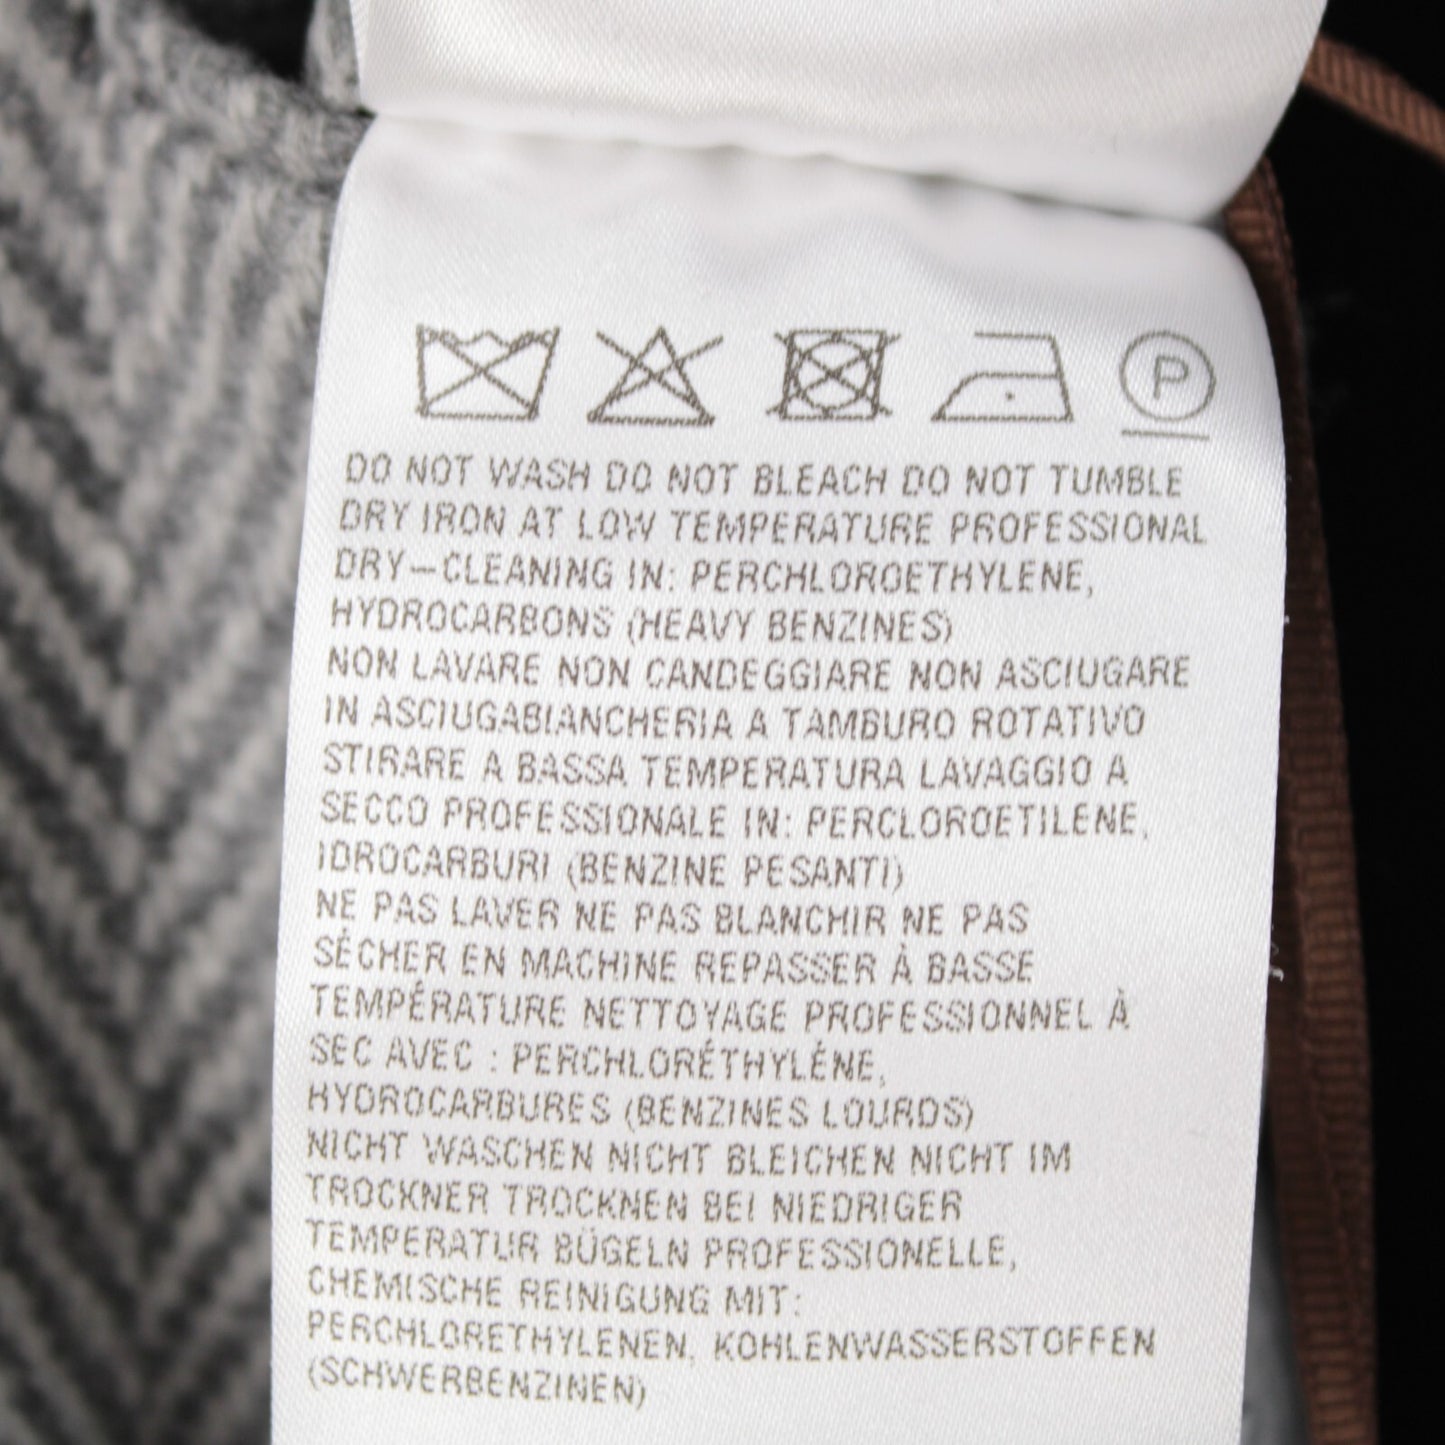 P
DO NOT WASH DO NOT BLEACH DO NOT TUMBLE
DRY IRON AT LOW TEMPERATURE PROFESSIONAL
DRY-CLEANING IN: PERCHLOROETHYLENE,
HYDROCARBONS (HEAVY BENZINES)
NON LAVARE NON CANDEGGIARE NON ASCIUGARE
IN ASCIUGABIANCHERIA A TAMBURO ROTATIVO
STIRARE A BASSA TEMPERATURA LAVAGGIO A
SECCO PROFESSIONALE IN: PERCLOROETILENE,
IDROCARBURI (BENZINE PESANTI)
NE PAS LAVER NE PAS BLANCHIR NE PAS
SÉCHER EN MACHINE REPASSER À BASSE
TEMPÉRATURE NETTOYAGE PROFESSIONNEL À
SEC AVEC : PERCHLORÉTHYLÉNE,
HYDROCARBURES (BENZINES LOURDS)
NICHT WASCHEN NICHT BLEICHEN NICHT IM
TROCKNER TROCKNEN BEI NIEDRIGER
TEMPERATUR BÜGELN PROFESSIONELLE,
CHEMISCHE REINIGUNG MIT:
PERCHLORETHYLENEN, KOHLENWASSERSTOFFEN
(SCHWERBENZINEN)